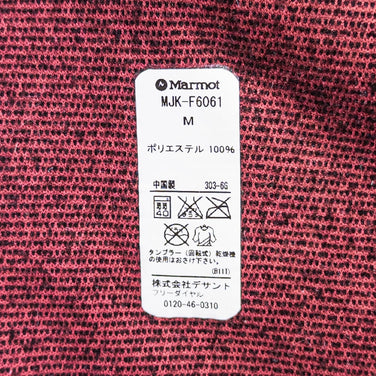 Marmot
MJK-F6061
M
ポリエステル 100%
中国製 303-6G
タンブラー(回転式)乾燥機
の使用はおさけ下さい。
(B111)
株式会社デサント
フリーダイヤル
0120-46-0310